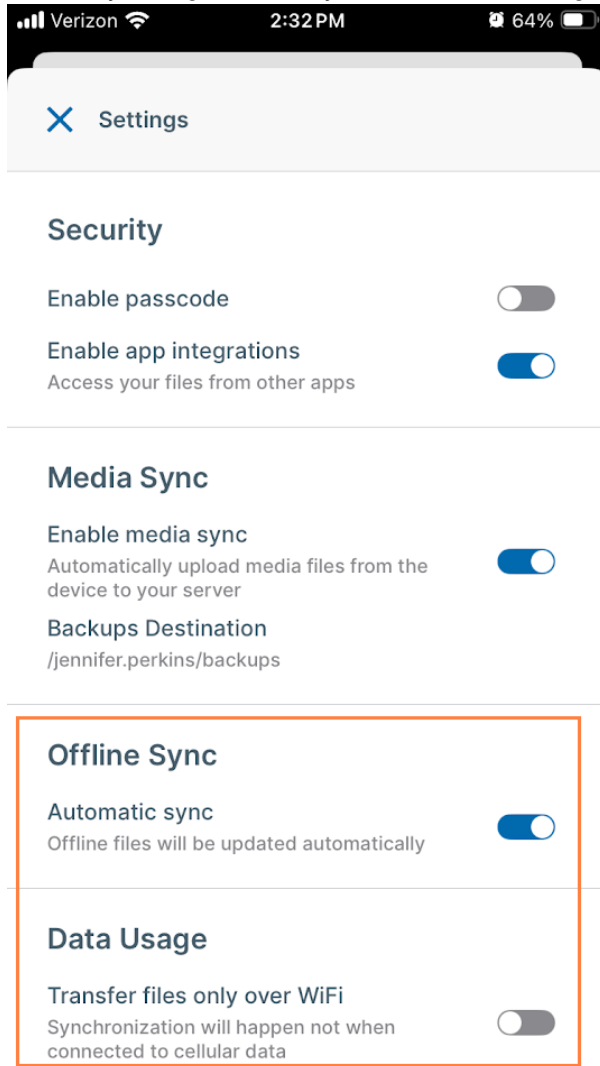 Verizon 2:32 PM 64%
Settings
Security
Enable passcode
Enable app integrations
Access your files from other apps
Media Sync
Enable media sync
Automatically upload media files from the
device to your server
Backups Destination
/jennifer.perkins/backups
Offline Sync
Automatic sync
Offline files will be updated automatically
Data Usage
Transfer files only over WiFi
Synchronization will happen not when
connected to cellular data